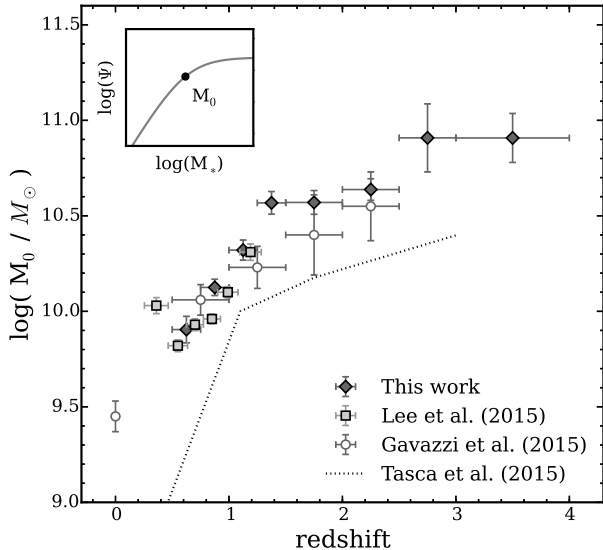 11.5
11.0
10.5
10.0
9.5
9.0
log( M₀ / M⊙ )
log(Ψ)
M₀
log(M*)
This work
Lee et al. (2015)
Gavazzi et al. (2015)
Tasca et al. (2015)
0 1 2 3 4
redshift